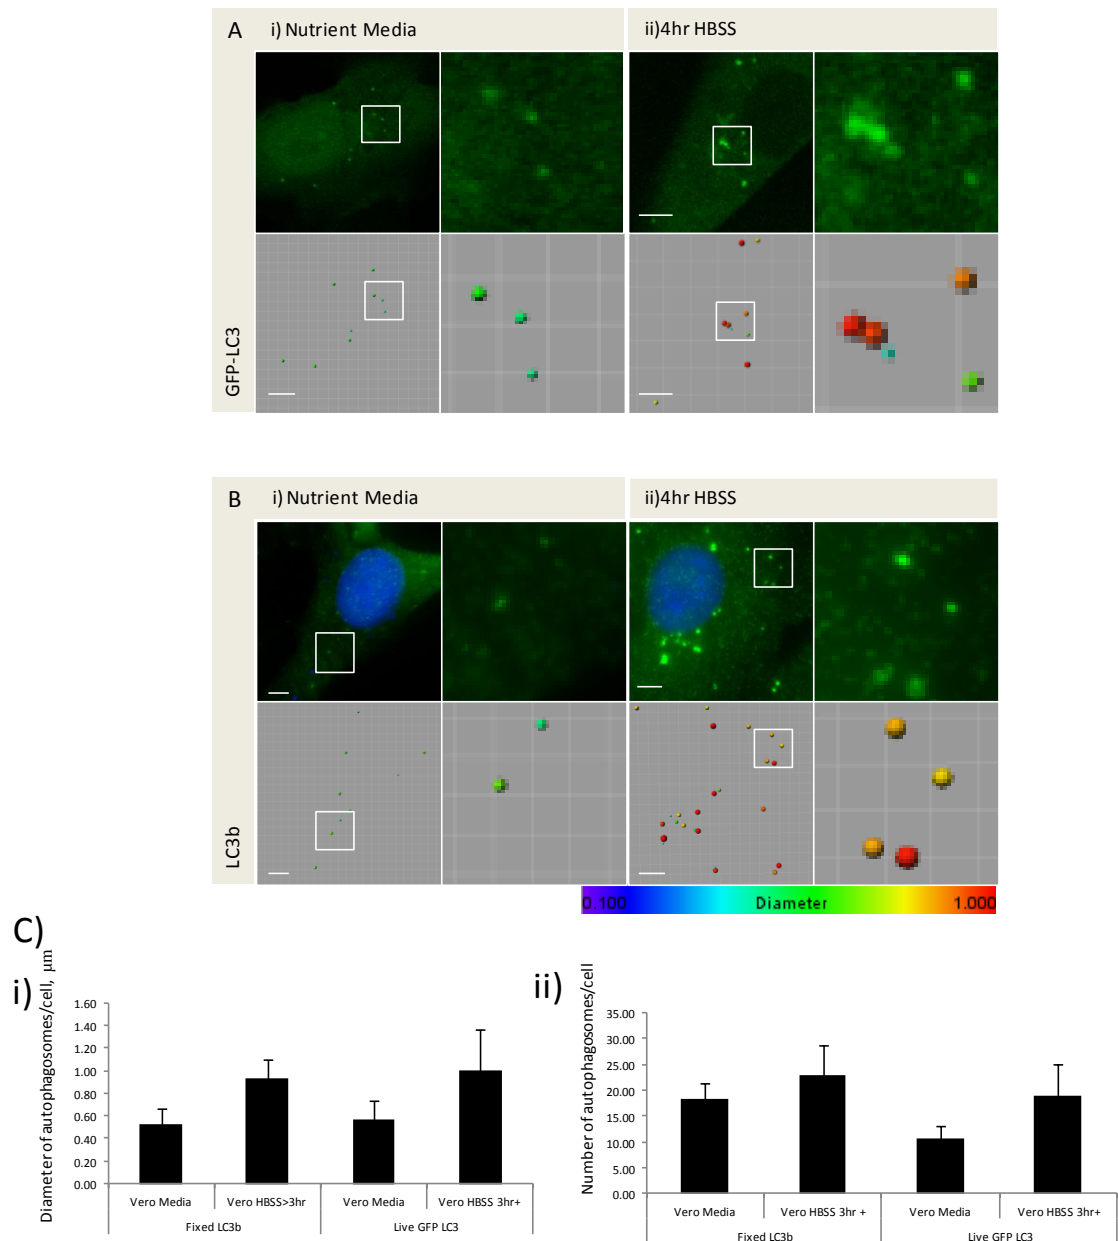 A i) Nutrient Media ii)4hr HBSS
GFP-LC3
B i) Nutrient Media ii)4hr HBSS
LC3b
0.100 Diameter 1.000
C)
i)
Diameter of autophagosomes/cell, μm
1.60
1.40
1.20
1.00
0.80
0.60
0.40
0.20
0.00
Vero Media Vero HBSS>3hr Vero Media Vero HBSS 3hr+
Fixed LC3b Live GFP LC3
ii)
Number of autophagosomes/cell
35.00
30.00
25.00
20.00
15.00
10.00
5.00
0.00
Vero Media Vero HBSS 3hr + Vero Media Vero HBSS 3hr+
Fixed LC3b Live GFP LC3